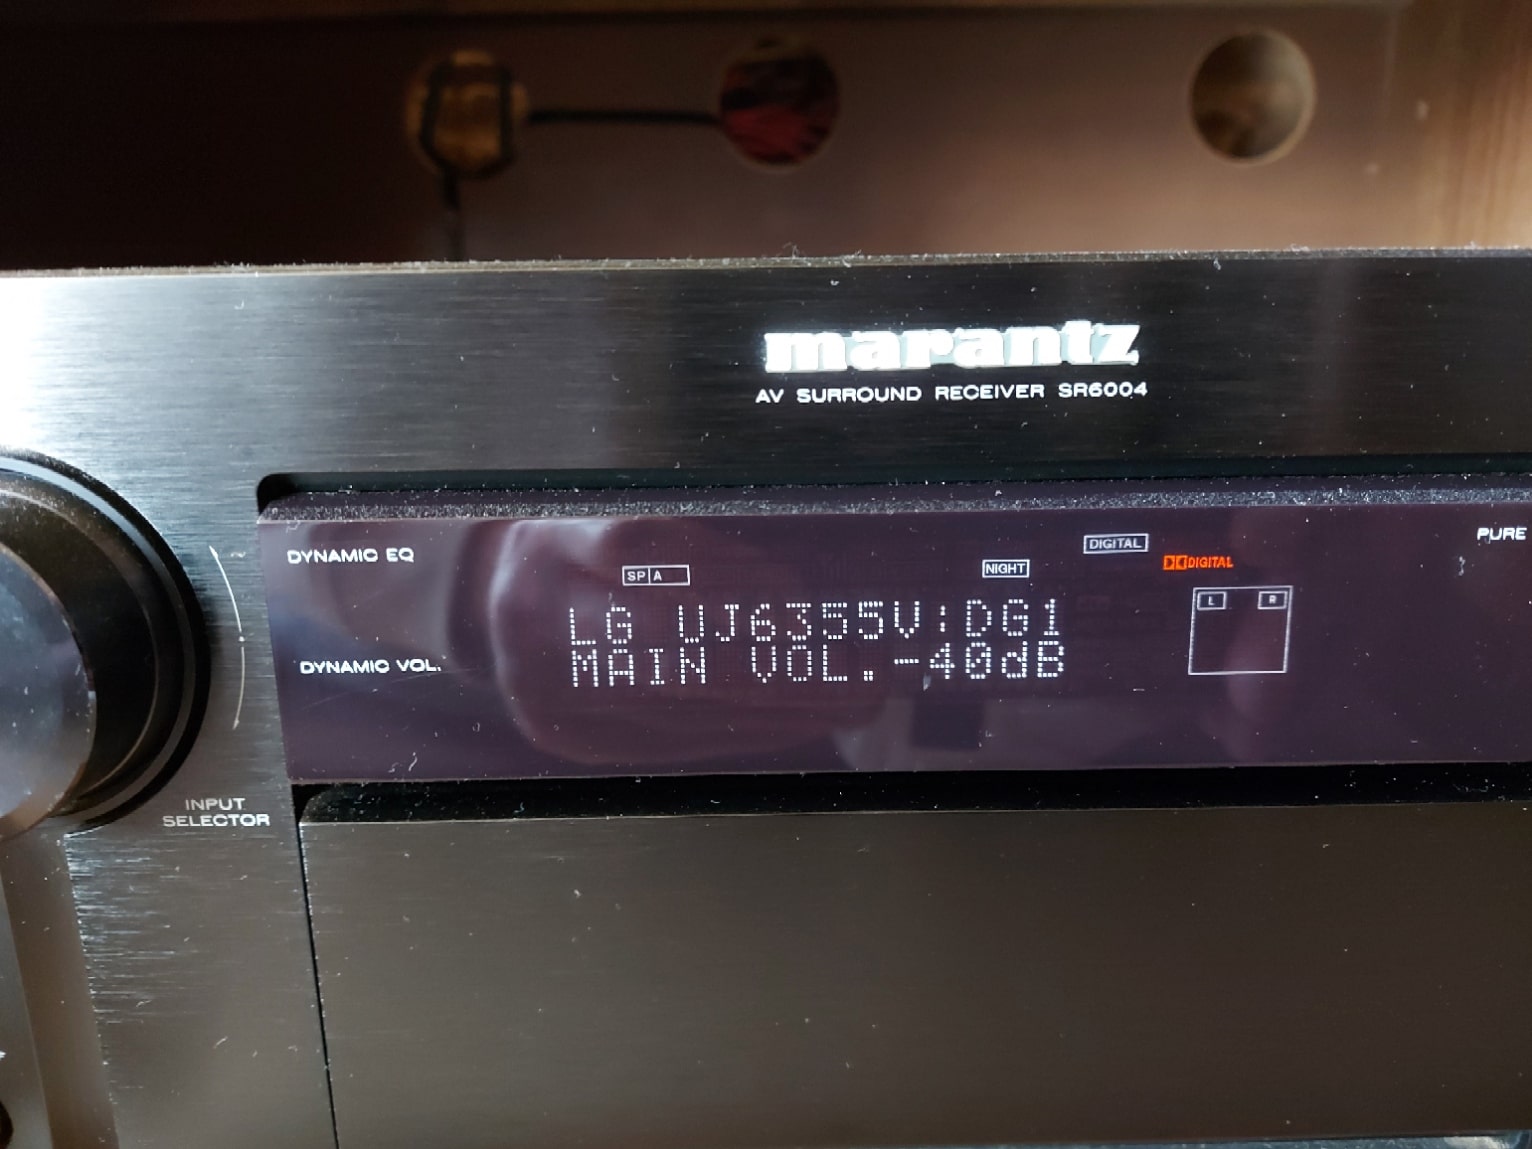 marantz
AV SURROUND RECEIVER SR6004
DYNAMIC EQ
PURE
DIGITAL
DIGITAL
NIGHT
SP A
L R
LG UJ6355V:DG1
DYNAMIC VOL.
MAIN VOL.-40dB
INPUT
SELECTOR